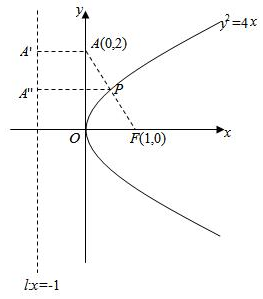 y
y²=4x
A'
A(0,2)
A''
P
O
F(1,0)
x
l:x=-1